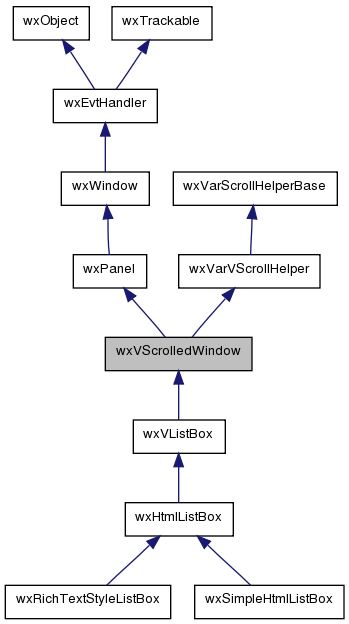 wxObject
wxTrackable
wxEvtHandler
wxWindow
wxVarScrollHelperBase
wxPanel
wxVarVScrollHelper
wxVScrolledWindow
wxVListBox
wxHtmlListBox
wxRichTextStyleListBox
wxSimpleHtmlListBox